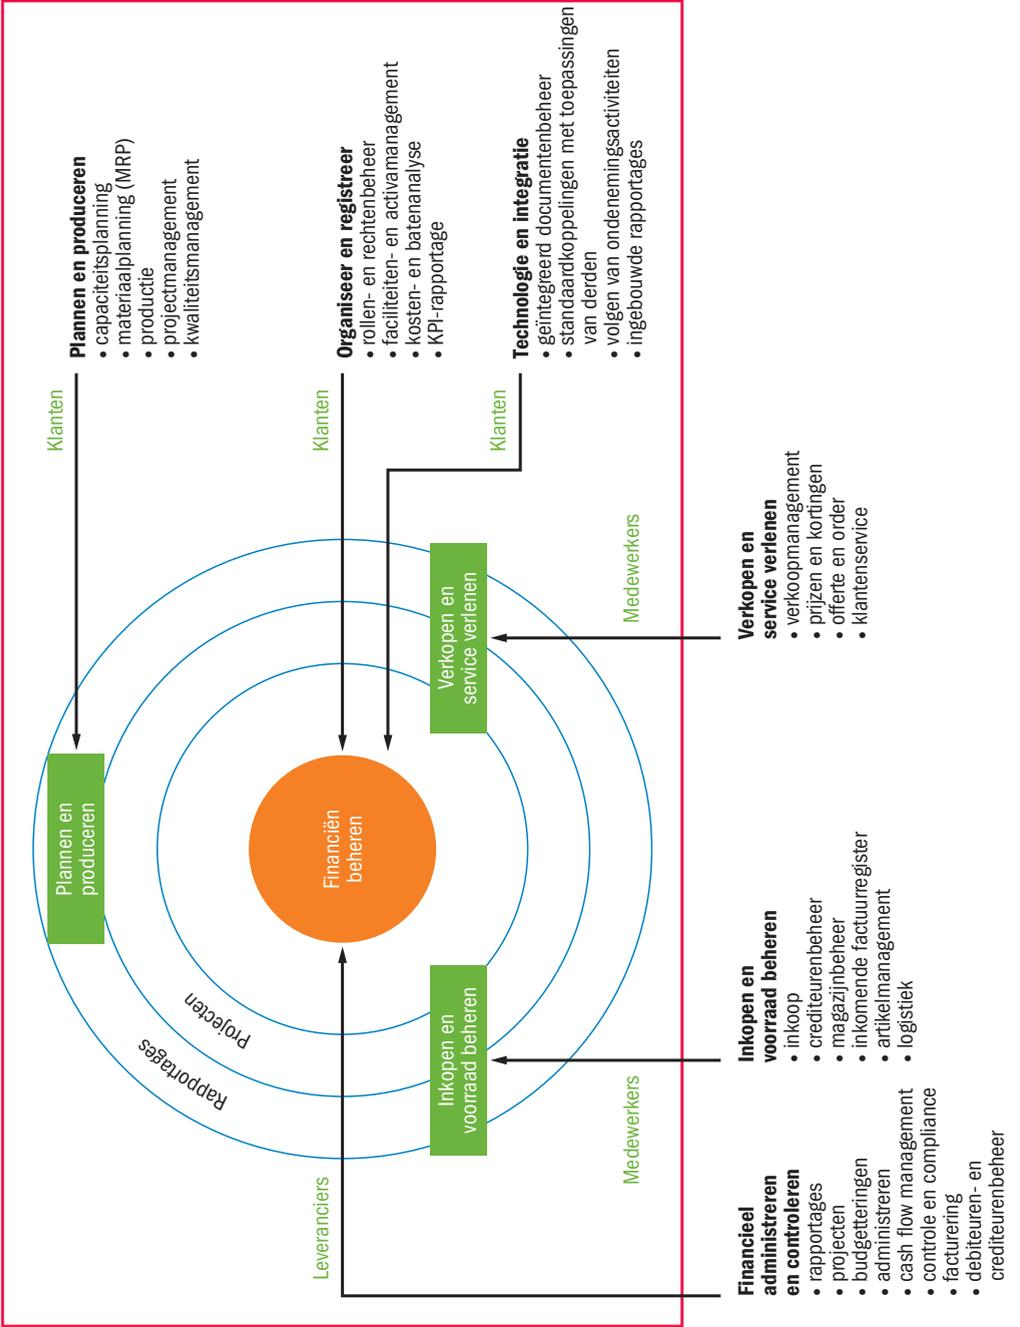 Klanten
Plannen en produceren
• capaciteitsplanning
• materiaalplanning (MRP)
• productie
• projectmanagement
• kwaliteitsmanagement
Klanten
Organiseer en registreer
• rollen- en rechtenbeheer
• faciliteiten- en activamanagement
• kosten- en batenanalyse
• KPI-rapportage
Klanten
Technologie en integratie
• geïntegreerd documentenbeheer
• standaardkoppelingen met toepassingen
van derden
• volgen van ondenemingsactiviteiten
• ingebouwde rapportages
Plannen en
produceren
Rapportages
Projecten
Financiën
beheren
Inkopen en
voorraad beheren
Verkopen en
service verlenen
Leveranciers
Medewerkers
Medewerkers
Financieel
administreren
en controleren
• rapportages
• projecten
• budgetteringen
• administreren
• cash flow management
• controle en compliance
• facturering
• debiteuren- en
crediteurenbeheer
Inkopen en
voorraad beheren
• inkoop
• crediteurenbeheer
• magazijnbeheer
• inkomende factuurregister
• artikelmanagement
• logistiek
Verkopen en
service verlenen
• verkoopmanagement
• prijzen en kortingen
• offerte en order
• klantenservice